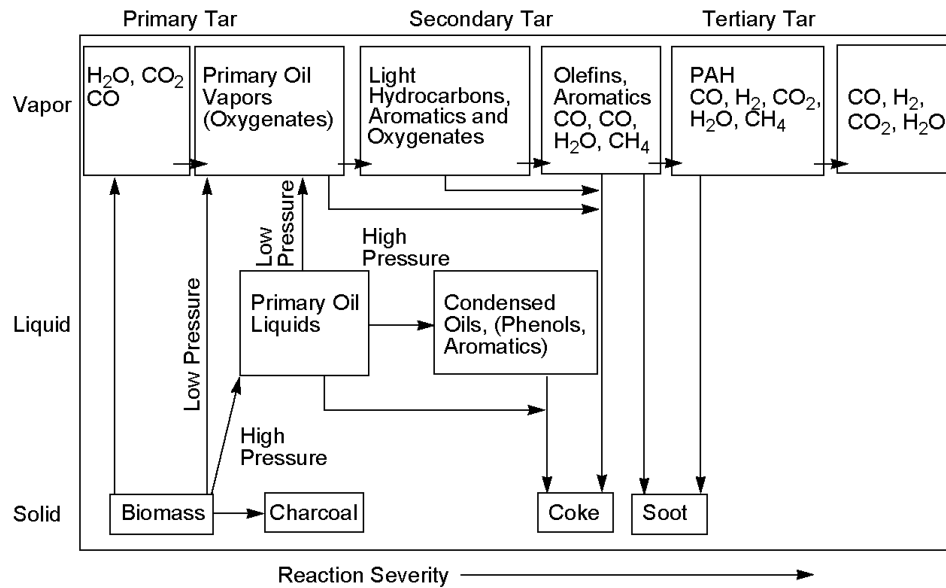 Primary Tar
Secondary Tar
Tertiary Tar
Vapor
H₂O, CO₂
CO
Primary Oil
Vapors
(Oxygenates)
Light
Hydrocarbons,
Aromatics and
Oxygenates
Olefins,
Aromatics
CO, CO,
H₂O, CH₄
PAH
CO, H₂, CO₂,
H₂O, CH₄
CO, H₂,
CO₂, H₂O
Low Pressure
Low
Pressure
High
Pressure
Liquid
Primary Oil
Liquids
Condensed
Oils, (Phenols,
Aromatics)
High
Pressure
Solid
Biomass
Charcoal
Coke
Soot
Reaction Severity